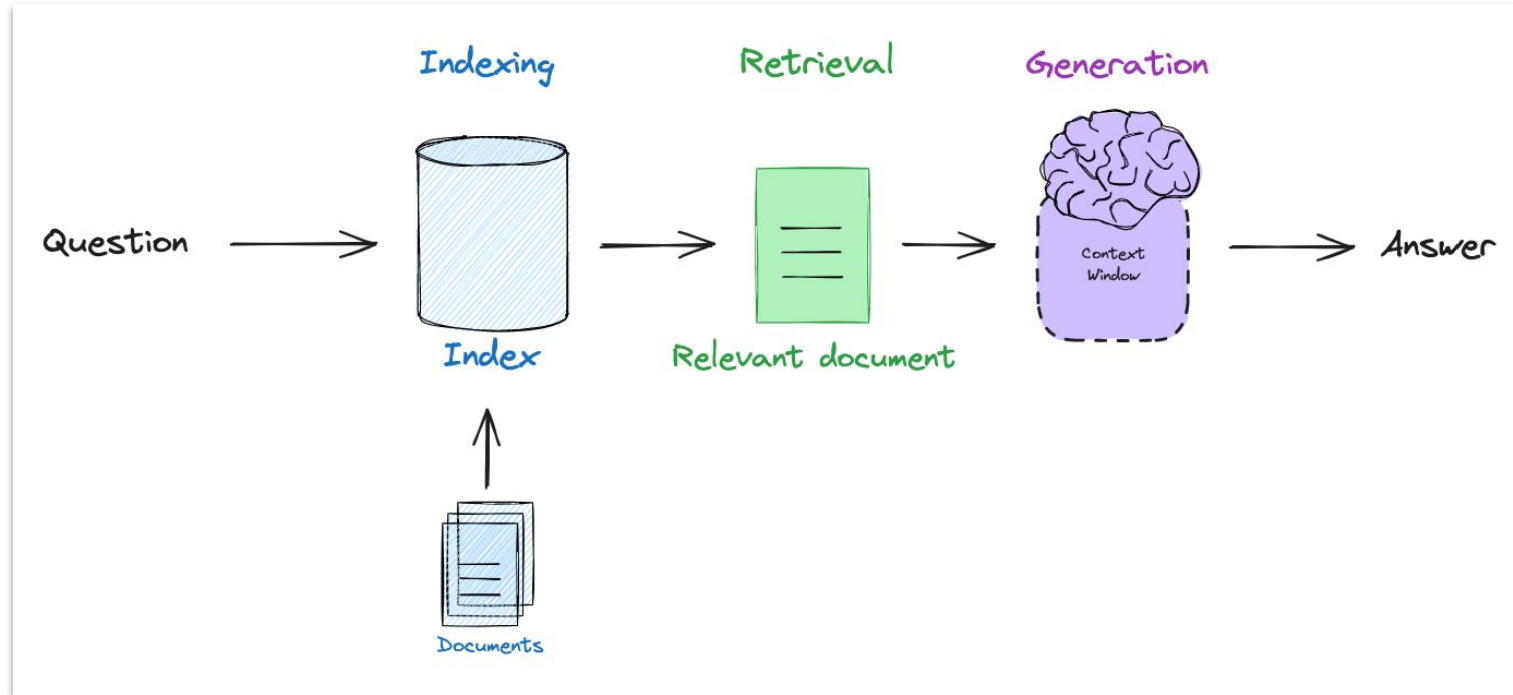 Indexing
Retrieval
Generation
Question
Context
Window
Answer
Index
Relevant document
Documents